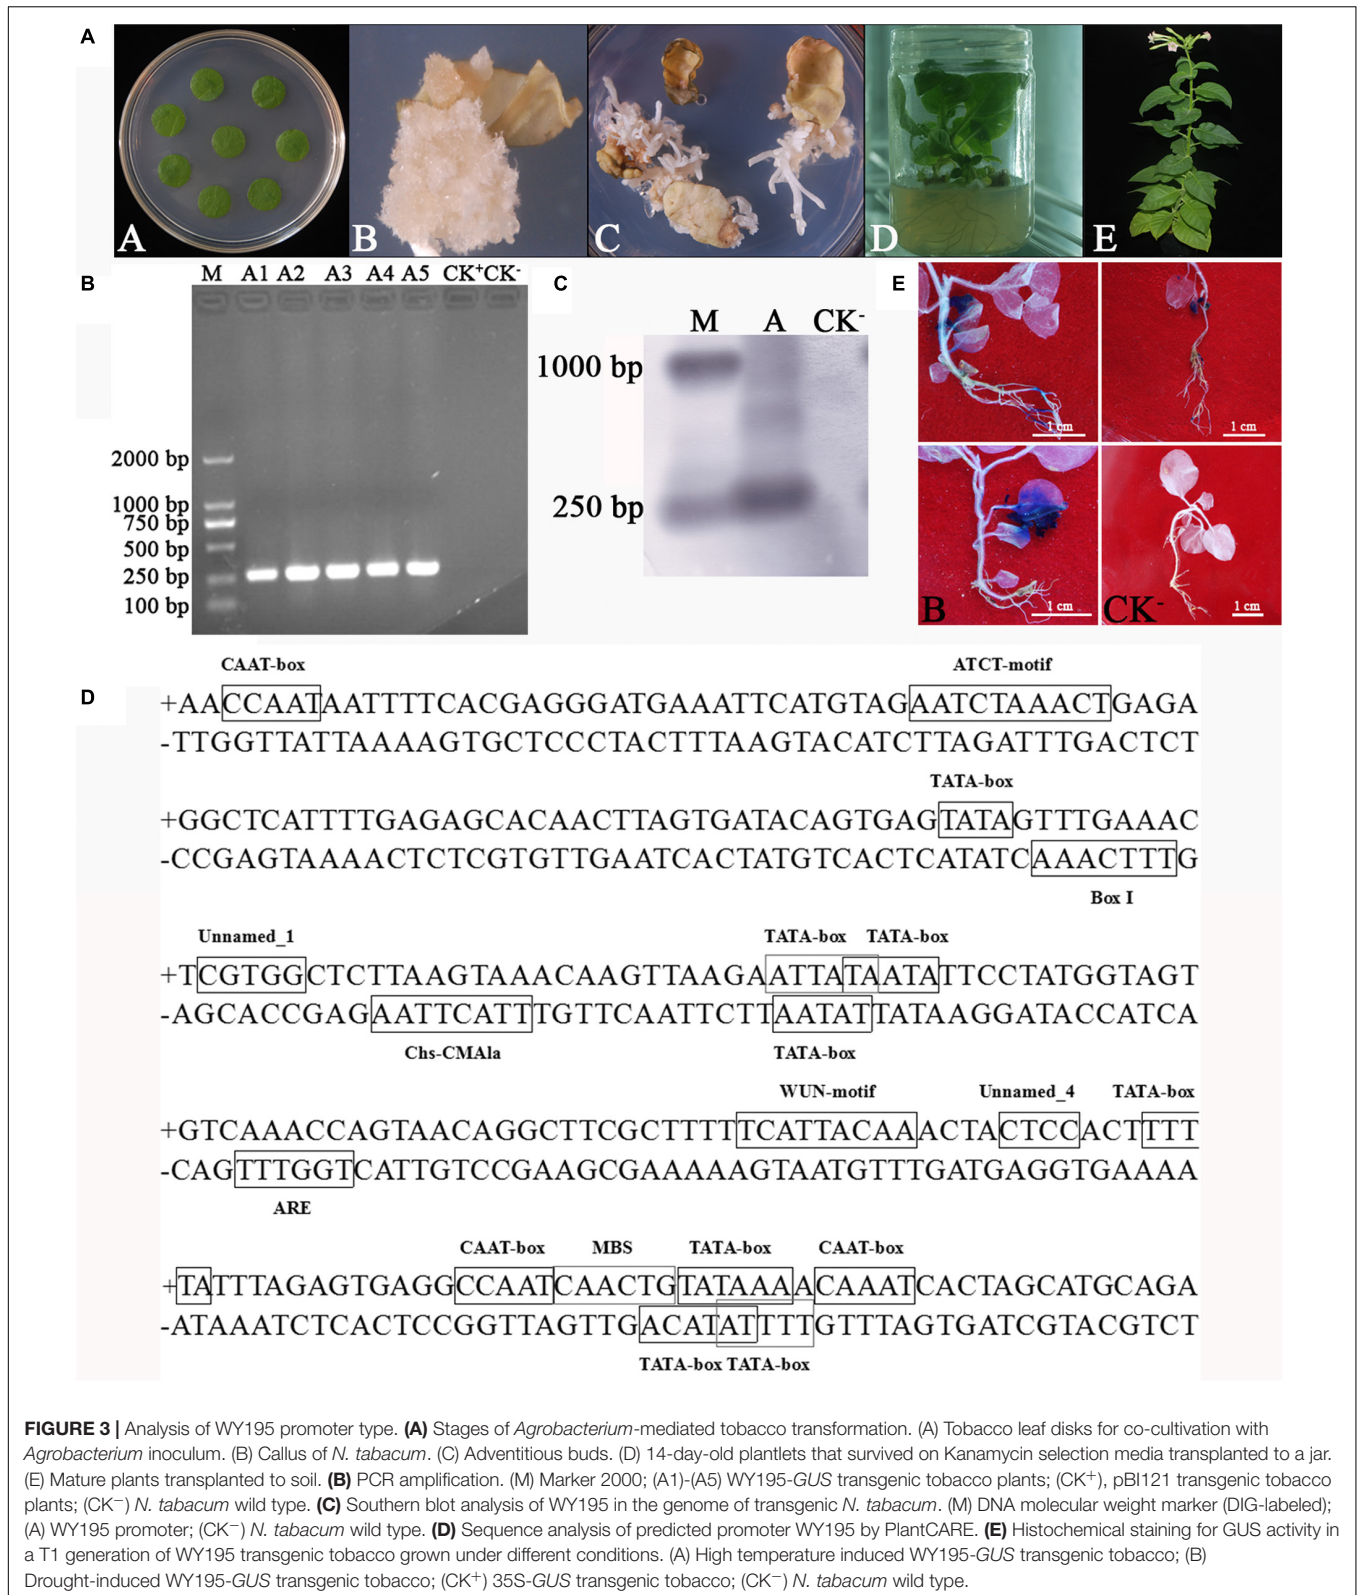 A
A B C D E
B
M A1 A2 A3 A4 A5 CK⁺ CK⁻
2000 bp
1000 bp
750 bp
500 bp
250 bp
100 bp
C
M A CK⁻
1000 bp
250 bp
E
1 cm
1 cm
B
1 cm
CK⁻
1 cm
D
CAAT-box ATCT-motif
+AACCAATAATTTTCACGAGGGATGAAATTCATGTAGAATCTAAACTGAGA
-TTGGTTATTAAAAGTGCTCCCTACTTTAAGTACATCTTAGATTTGACTCT
TATA-box
+GGCTCATTTTGAGAGCACAACTTAGTGATACAGTGAGTATAGTTTGAAAC
-CCGAGTAAAACTCTCGTGTTGAATCACTATGTCACTCATATCAAACTTTG
Box I
Unnamed_1 TATA-box TATA-box
+TCGTGGCTCTTAAGTAAACAAGTTAAGAATTATAATATTCCTATGGTAGT
-AGCACCGAGAATTCATTTGTTCAATTCTTAATATTATAAGGATACCATCA
Chs-CMA1a TATA-box
WUN-motif Unnamed_4 TATA-box
+GTCAAACCAGTAACAGGCTTCGCTTTTTCATTACAAACTACTCCACTTTT
-CAGTTTGGTCATTGTCCGAAGCGAAAAAGTAATGTTTGATGAGGTGAAAA
ARE
CAAT-box MBS TATA-box CAAT-box
+TATTTAGAGTGAGGCCAATCAACTGTATAAAACAAATCACTAGCATGCAGA
-ATAAATCTCACTCCGGTTAGTTGACATATTTTGTTTAGTGATCGTACGTCT
TATA-box TATA-box
FIGURE 3 | Analysis of WY195 promoter type. (A) Stages of Agrobacterium-mediated tobacco transformation. (A) Tobacco leaf disks for co-cultivation with
Agrobacterium inoculum. (B) Callus of N. tabacum. (C) Adventitious buds. (D) 14-day-old plantlets that survived on Kanamycin selection media transplanted to a jar.
(E) Mature plants transplanted to soil. (B) PCR amplification. (M) Marker 2000; (A1)-(A5) WY195-GUS transgenic tobacco plants; (CK⁺), pBI121 transgenic tobacco
plants; (CK⁻) N. tabacum wild type. (C) Southern blot analysis of WY195 in the genome of transgenic N. tabacum. (M) DNA molecular weight marker (DIG-labeled);
(A) WY195 promoter; (CK⁻) N. tabacum wild type. (D) Sequence analysis of predicted promoter WY195 by PlantCARE. (E) Histochemical staining for GUS activity in
a T1 generation of WY195 transgenic tobacco grown under different conditions. (A) High temperature induced WY195-GUS transgenic tobacco; (B)
Drought-induced WY195-GUS transgenic tobacco; (CK⁺) 35S-GUS transgenic tobacco; (CK⁻) N. tabacum wild type.